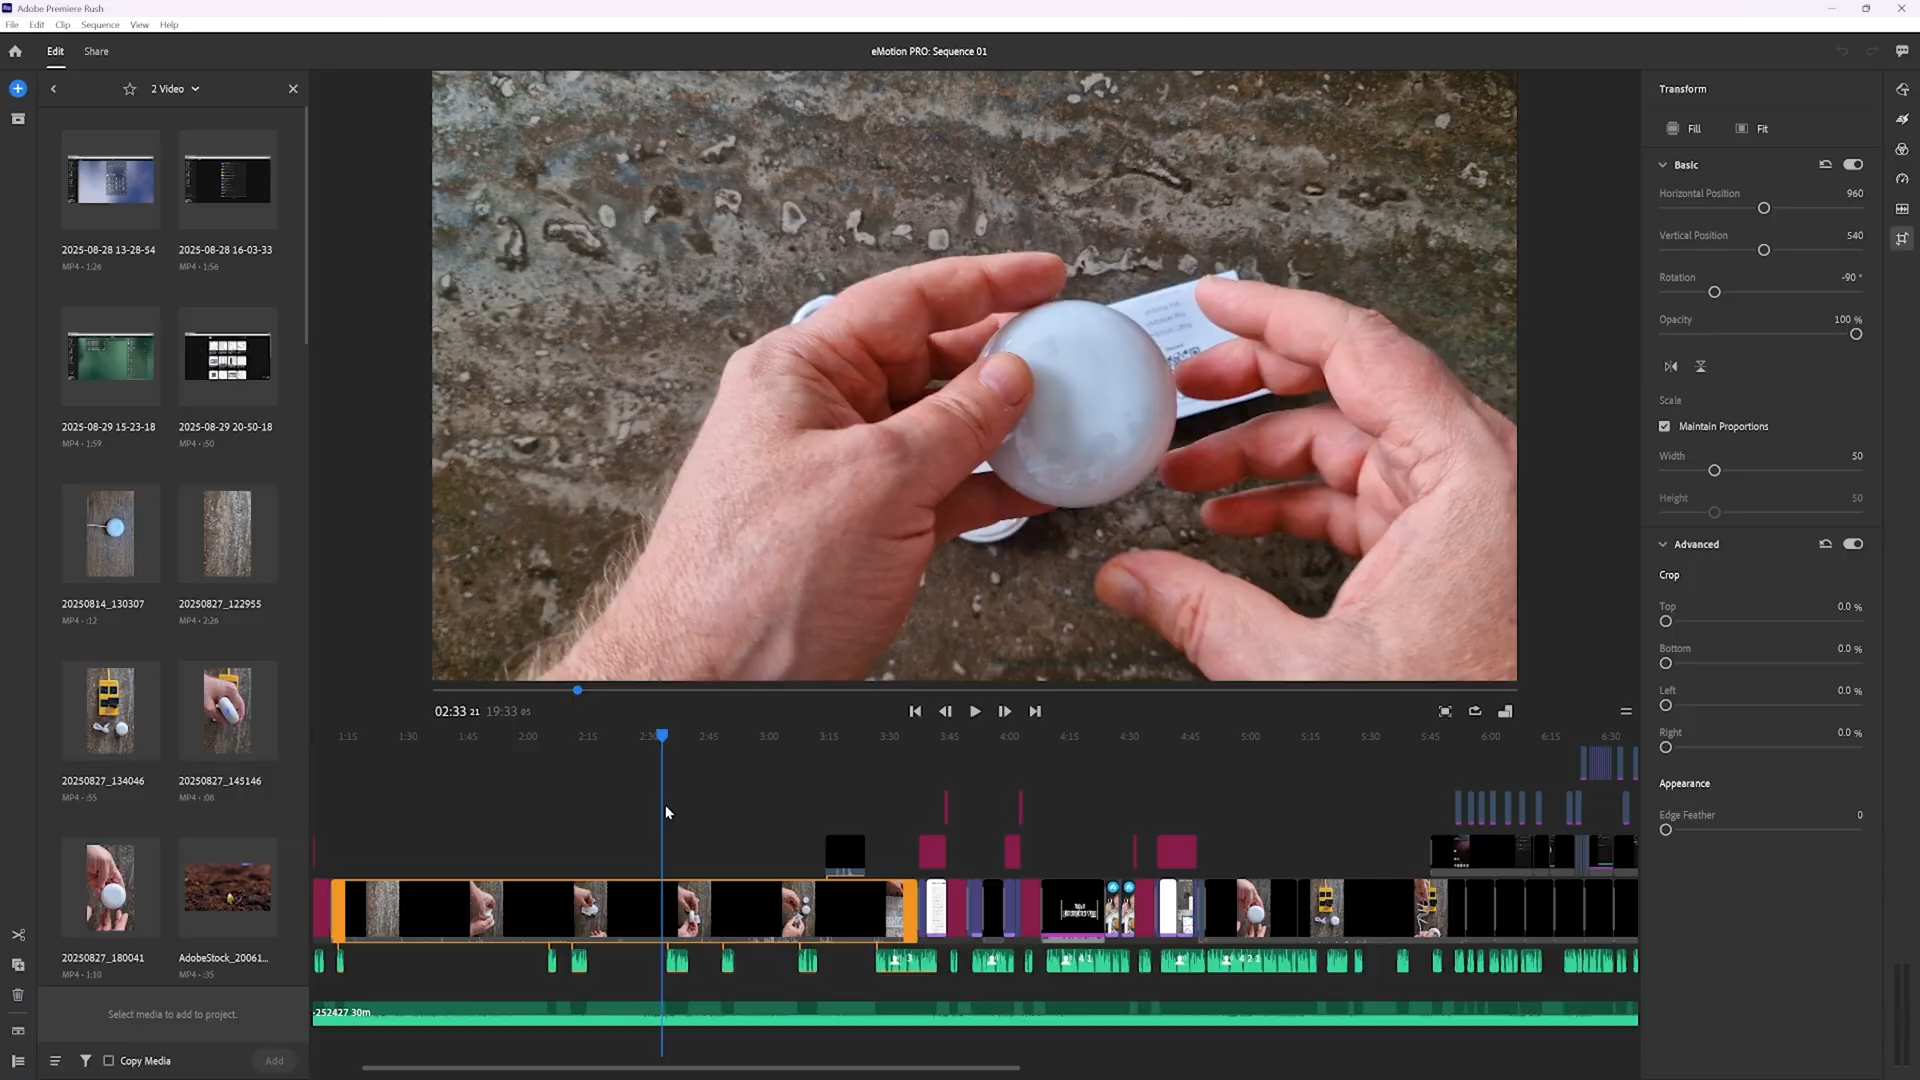 Adobe Premiere Rush
File Edit Clip Sequence View Help
Edit Share
eMotion PRO: Sequence 01
2 Video
2025-08-28 13-28-54
MP4 • 1:26
2025-08-28 16-03-33
MP4 • 1:56
2025-08-29 15-23-18
MP4 • 1:59
2025-08-29 20-50-18
MP4 • :50
20250814_130307
MP4 • :12
20250827_122955
MP4 • 2:26
20250827_134046
MP4 • :55
20250827_145146
MP4 • :08
20250827_180041
MP4 • 1:10
AdobeStock_20061...
MP4 • :35
Select media to add to project.
Copy Media
Add
02:33 21 19:33 05
1:15 1:30 1:45 2:00 2:15 2:30 2:45 3:00 3:15 3:30 3:45 4:00 4:15 4:30 4:45 5:00 5:15 5:30 5:45 6:00 6:15 6:30
3
4 1
4 2 1
-252427 30m
Transform
Fill
Fit
Basic
Horizontal Position 960
Vertical Position 540
Rotation -90 °
Opacity 100 %
Scale
Maintain Proportions
Width 50
Height 50
Advanced
Crop
Top 0.0 %
Bottom 0.0 %
Left 0.0 %
Right 0.0 %
Appearance
Edge Feather 0